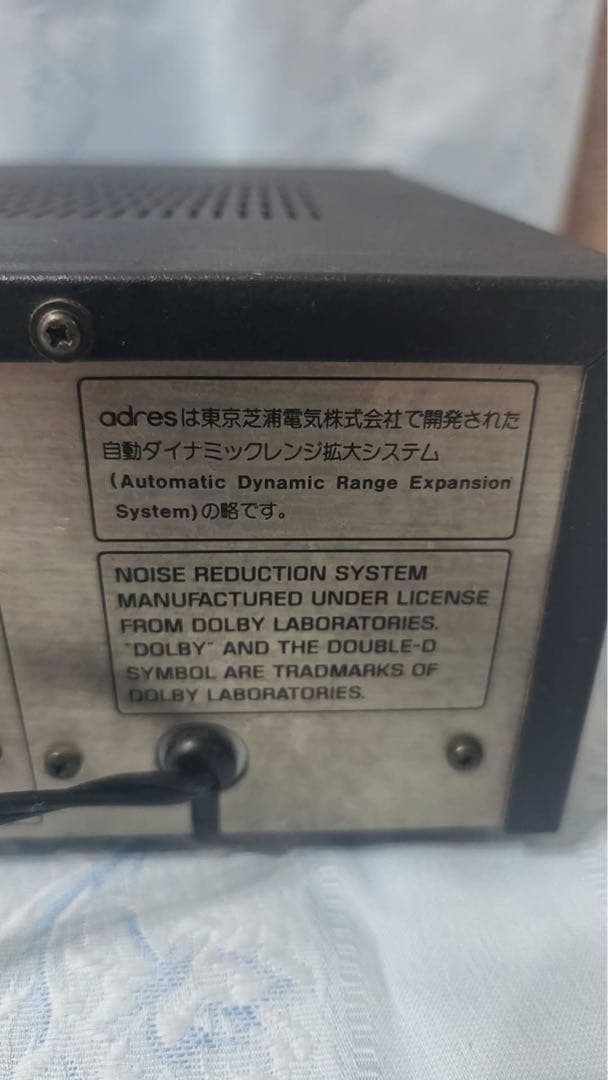 adresは東京芝浦電気株式会社で開発された
自動ダイナミックレンジ拡大システム
(Automatic Dynamic Range Expansion
System)の略です。
NOISE REDUCTION SYSTEM
MANUFACTURED UNDER LICENSE
FROM DOLBY LABORATORIES.
"DOLBY" AND THE DOUBLE-D
SYMBOL ARE TRADMARKS OF
DOLBY LABORATORIES.